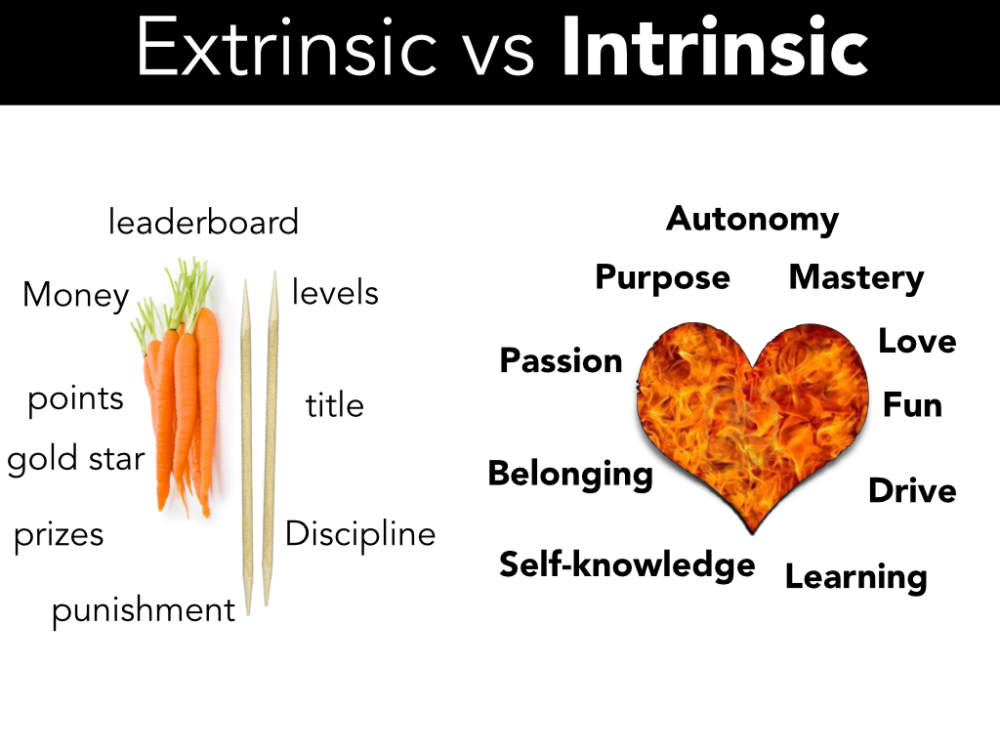 Extrinsic vs Intrinsic
leaderboard
Money
levels
points
title
gold star
prizes
Discipline
punishment
Autonomy
Purpose
Mastery
Love
Passion
Fun
Belonging
Drive
Self-knowledge
Learning